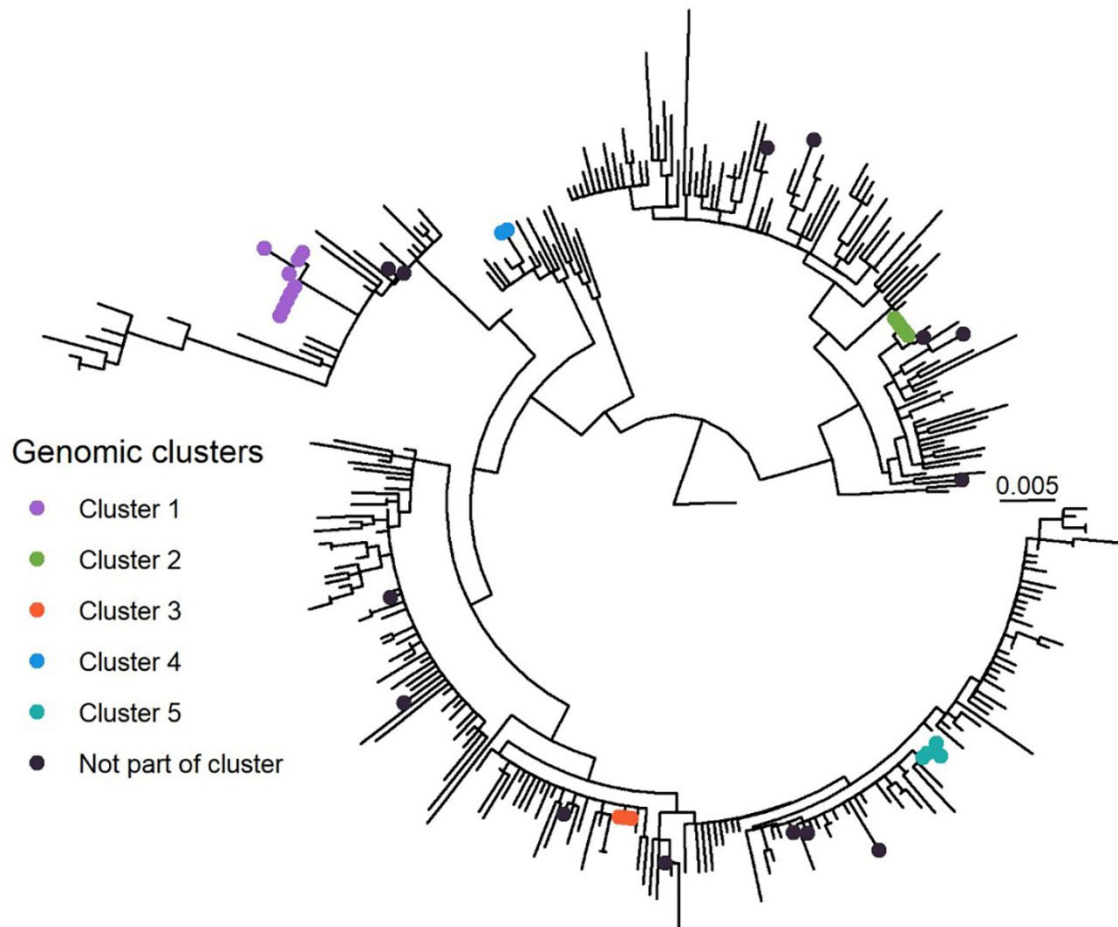 Genomic clusters
Cluster 1
Cluster 2
Cluster 3
Cluster 4
Cluster 5
Not part of cluster
0.005